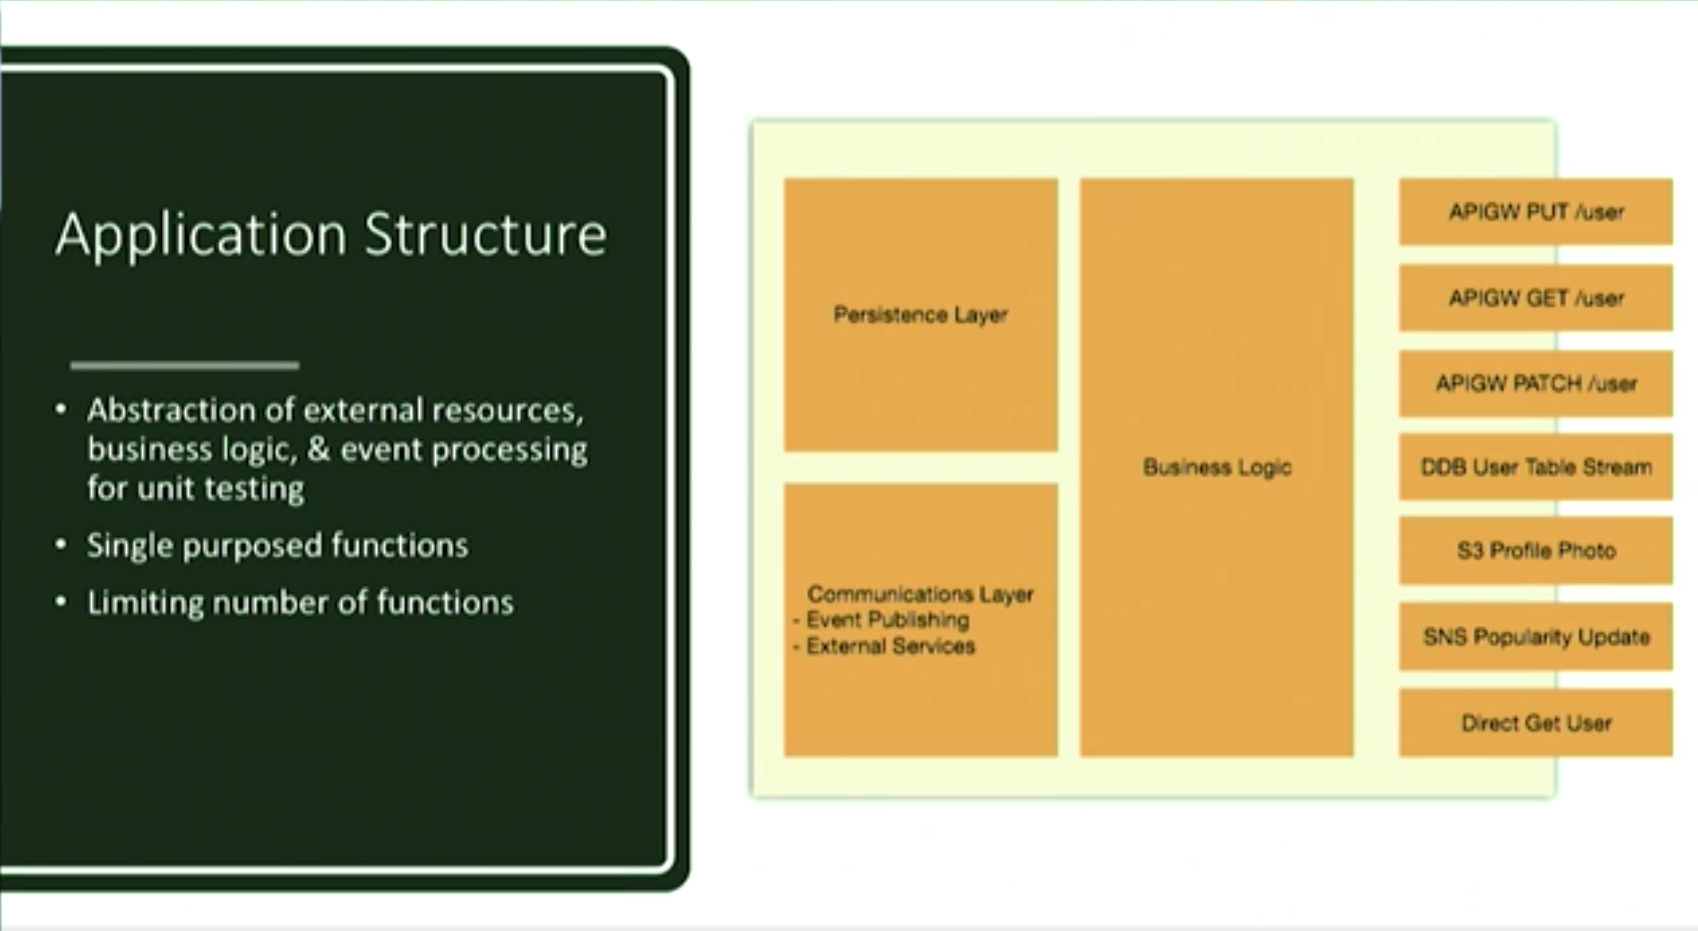 Application Structure
• Abstraction of external resources,
business logic, & event processing
for unit testing
• Single purposed functions
• Limiting number of functions
Persistence Layer
Communications Layer
- Event Publishing
- External Services
Business Logic
APIGW PUT /user
APIGW GET /user
APIGW PATCH /user
DDB User Table Stream
S3 Profile Photo
SNS Popularity Update
Direct Get User